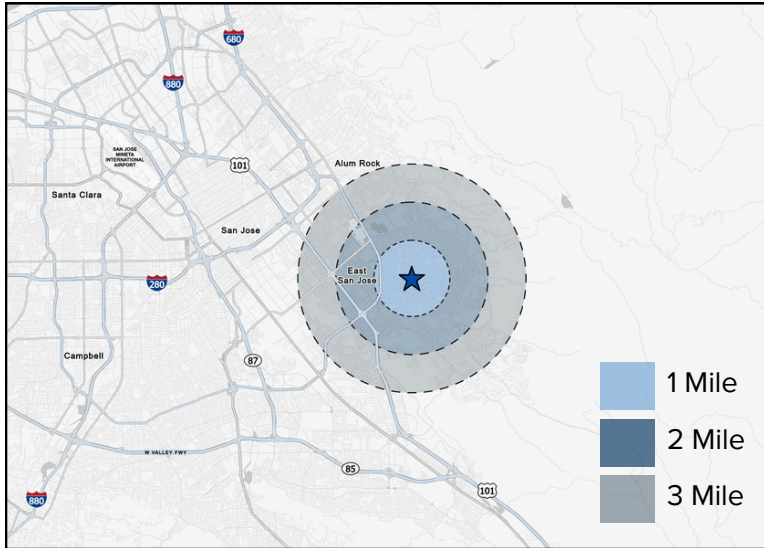 680
880
SAN JOSE
MINETA
INTERNATIONAL
AIRPORT
101
Alum Rock
Santa Clara
San Jose
East
San Jose
280
Campbell
87
1 Mile
2 Mile
W VALLEY FWY
85
880
101
3 Mile